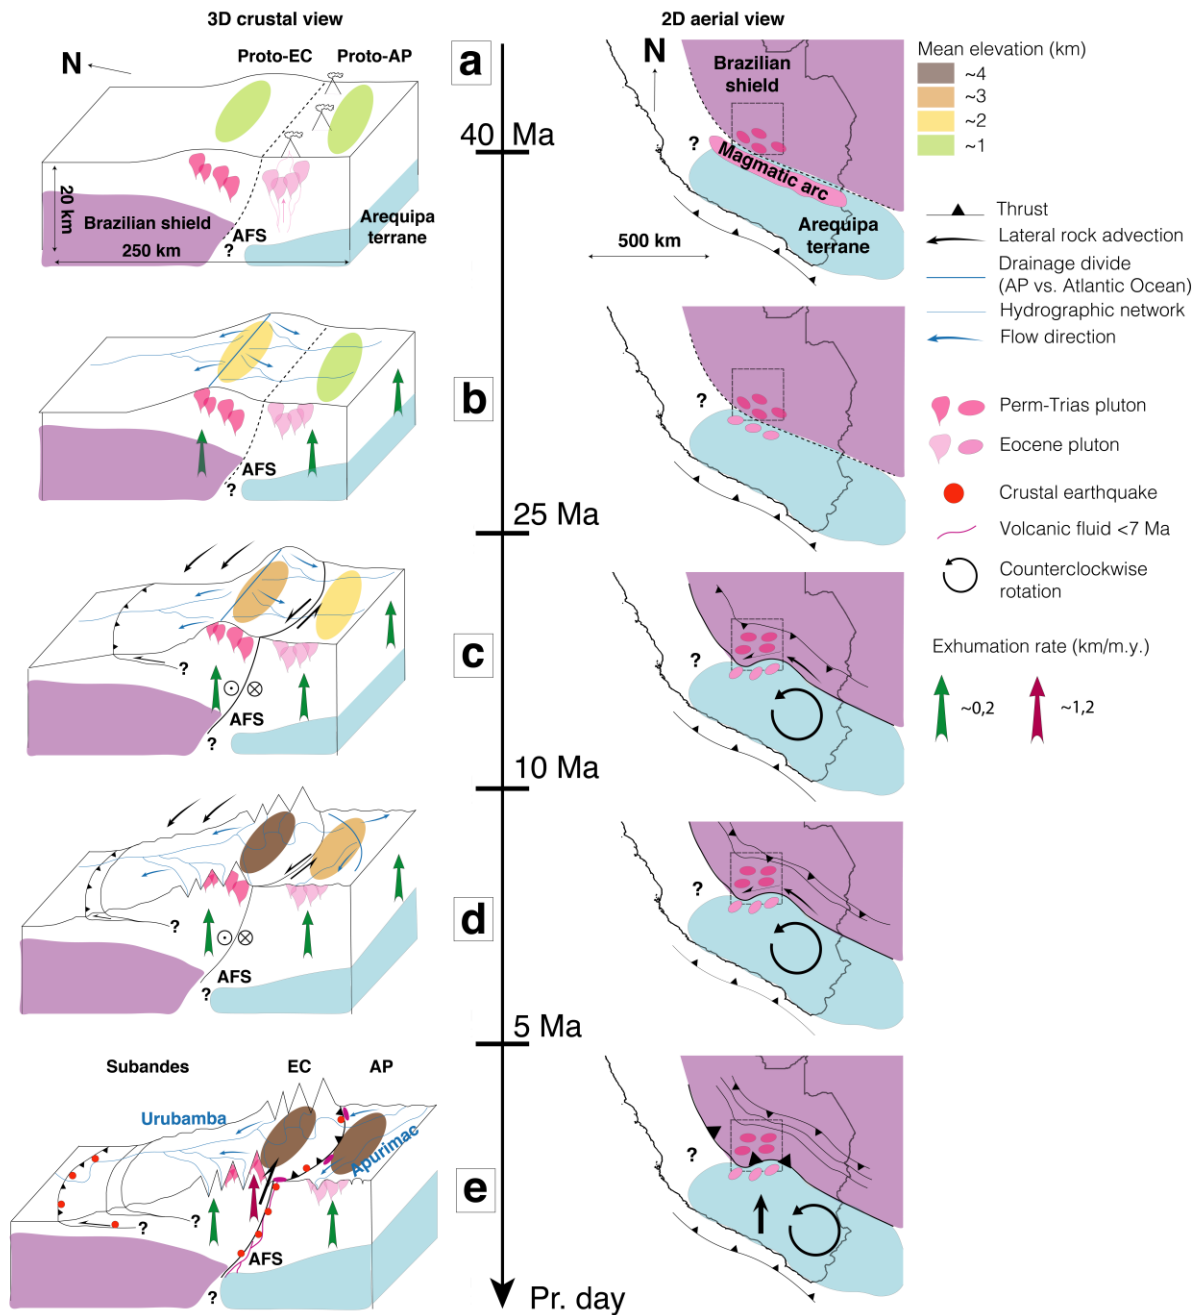 3D crustal view
2D aerial view
N
Proto-EC
Proto-AP
20 km
Brazilian shield
250 km
AFS
?
Arequipa
terrane
a
40 Ma
N
Brazilian
shield
?
Magmatic arc
Arequipa
terrane
500 km
Mean elevation (km)
~4
~3
~2
~1
Thrust
Lateral rock advection
Drainage divide
(AP vs. Atlantic Ocean)
Hydrographic network
Flow direction
Perm-Trias pluton
Eocene pluton
Crustal earthquake
Volcanic fluid <7 Ma
Counterclockwise
rotation
Exhumation rate (km/m.y.)
~0,2
~1,2
AFS
?
b
25 Ma
?
?
AFS
?
c
10 Ma
?
?
AFS
?
d
5 Ma
?
Subandes
EC
AP
Urubamba
Apurimac
?
?
AFS
?
e
Pr. day
?